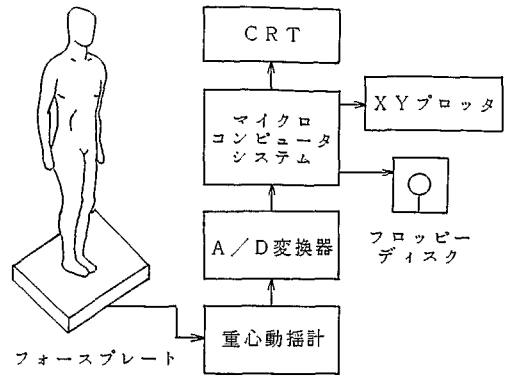 CRT
マイクロ
コンピュータ
システム
XYプロッタ
フロッピー
ディスク
A/D変換器
重心動揺計
フォースプレート